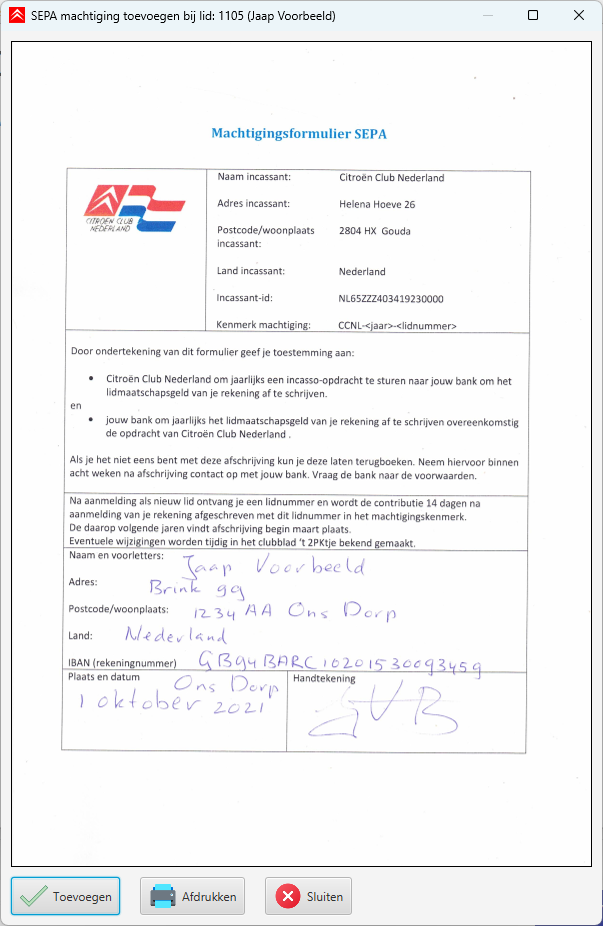 SEPA machtiging toevoegen bij lid: 1105 (Jaap Voorbeeld)
Machtigingsformulier SEPA
CITROËN CLUB
NEDERLAND
Naam incassant: Citroën Club Nederland
Adres incassant: Helena Hoeve 26
Postcode/woonplaats 2804 HX Gouda
incassant:
Land incassant: Nederland
Incassant-id: NL65ZZZ403419230000
Kenmerk machtiging: CCNL-<jaar>-<lidnummer>
Door ondertekening van dit formulier geef je toestemming aan:
• Citroën Club Nederland om jaarlijks een incasso-opdracht te sturen naar jouw bank om het
lidmaatschapsgeld van je rekening af te schrijven.
en
• jouw bank om jaarlijks het lidmaatschapsgeld van je rekening af te schrijven overeenkomstig
de opdracht van Citroën Club Nederland .
Als je het niet eens bent met deze afschrijving kun je deze laten terugboeken. Neem hiervoor binnen
acht weken na afschrijving contact op met jouw bank. Vraag de bank naar de voorwaarden.
Na aanmelding als nieuw lid ontvang je een lidnummer en wordt de contributie 14 dagen na
aanmelding van je rekening afgeschreven met dit lidnummer in het machtigingskenmerk.
De daarop volgende jaren vindt afschrijving begin maart plaats.
Eventuele wijzigingen worden tijdig in het clubblad 't 2PKtje bekend gemaakt.
Naam en voorletters: Jaap Voorbeeld
Adres: Brink 99
Postcode/woonplaats: 1234 AA Ons Dorp
Land: Nederland
IBAN (rekeningnummer) GB94BARC10201530093459
Plaats en datum Ons Dorp
1 oktober 2021
Handtekening
JVB
Toevoegen
Afdrukken
Sluiten